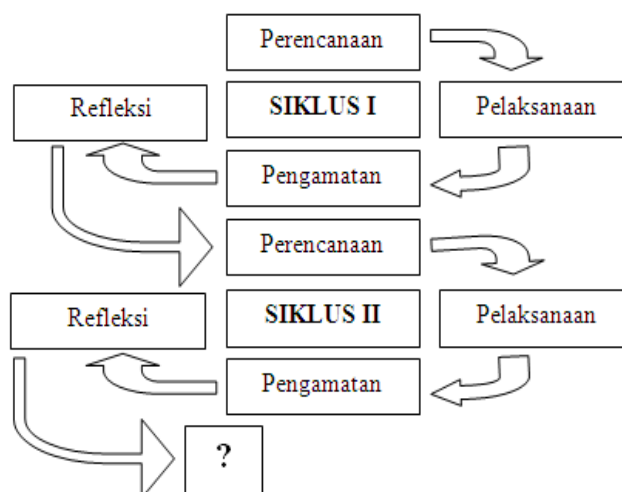 Perencanaan
Refleksi
SIKLUS I
Pelaksanaan
Pengamatan
Perencanaan
Refleksi
SIKLUS II
Pelaksanaan
Pengamatan
?